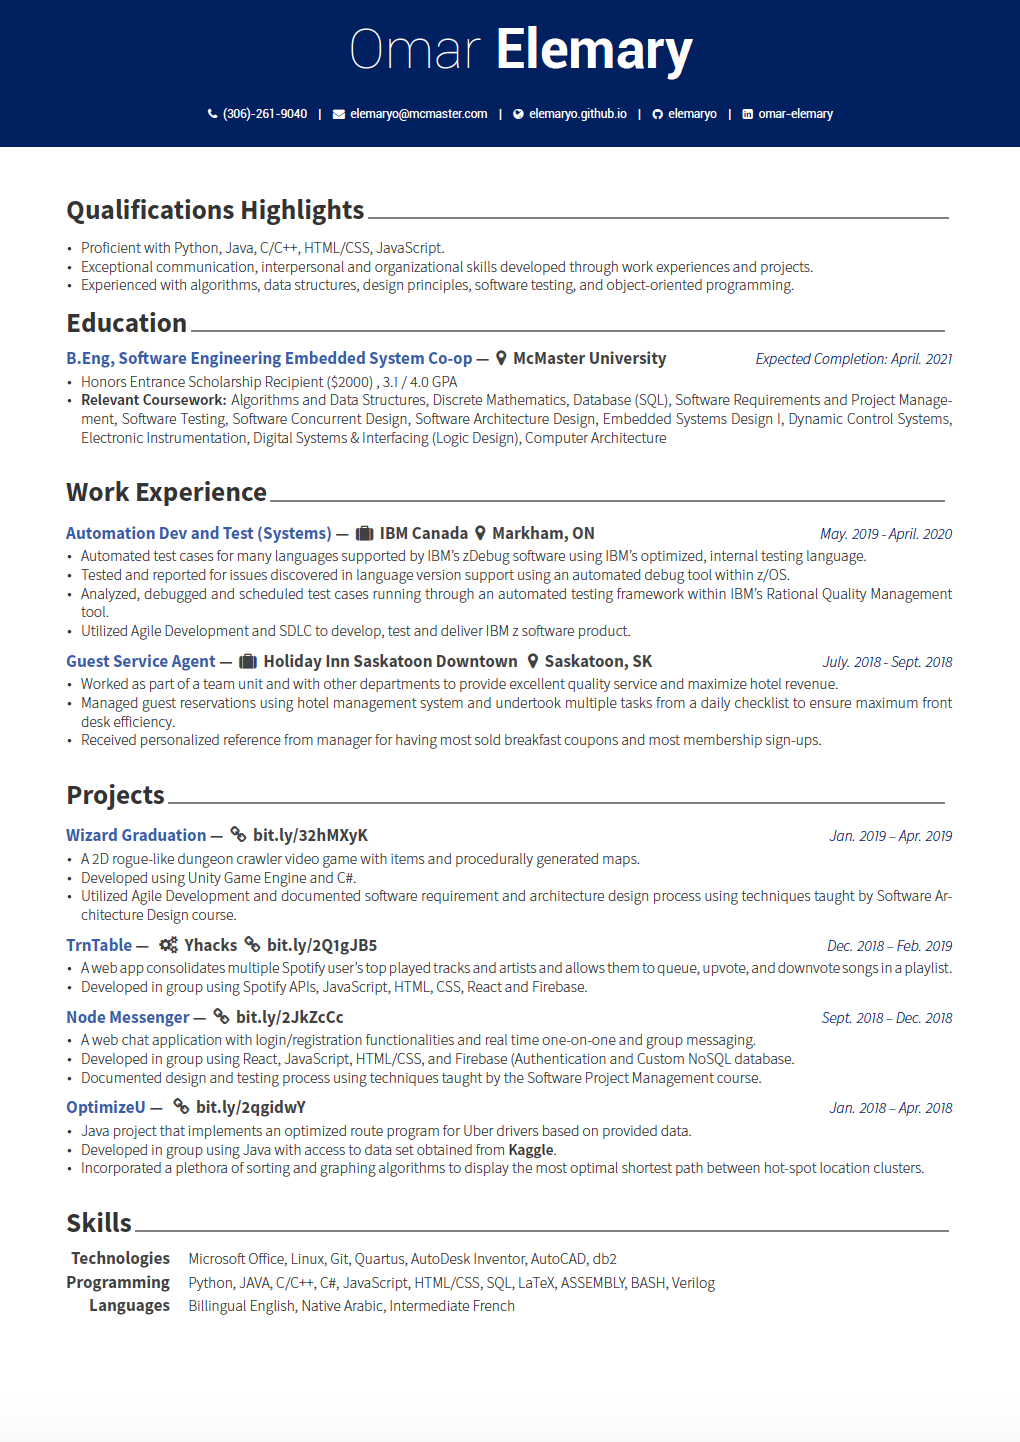 Omar Elemary
(306)-261-9040 | elemaryo@mcmaster.com | elemaryo.github.io | elemaryo | omar-elemary
Qualifications Highlights
• Proficient with Python, Java, C/C++, HTML/CSS, JavaScript.
• Exceptional communication, interpersonal and organizational skills developed through work experiences and projects.
• Experienced with algorithms, data structures, design principles, software testing, and object-oriented programming.
Education
B.Eng, Software Engineering Embedded System Co-op — McMaster University Expected Completion: April. 2021
• Honors Entrance Scholarship Recipient ($2000) , 3.1 / 4.0 GPA
• Relevant Coursework: Algorithms and Data Structures, Discrete Mathematics, Database (SQL), Software Requirements and Project Manage-
ment, Software Testing, Software Concurrent Design, Software Architecture Design, Embedded Systems Design I, Dynamic Control Systems,
Electronic Instrumentation, Digital Systems & Interfacing (Logic Design), Computer Architecture
Work Experience
Automation Dev and Test (Systems) — IBM Canada Markham, ON May. 2019 - April. 2020
• Automated test cases for many languages supported by IBM's zDebug software using IBM's optimized, internal testing language.
• Tested and reported for issues discovered in language version support using an automated debug tool within z/OS.
• Analyzed, debugged and scheduled test cases running through an automated testing framework within IBM's Rational Quality Management
tool.
• Utilized Agile Development and SDLC to develop, test and deliver IBM z software product.
Guest Service Agent — Holiday Inn Saskatoon Downtown Saskatoon, SK July. 2018 - Sept. 2018
• Worked as part of a team unit and with other departments to provide excellent quality service and maximize hotel revenue.
• Managed guest reservations using hotel management system and undertook multiple tasks from a daily checklist to ensure maximum front
desk efficiency.
• Received personalized reference from manager for having most sold breakfast coupons and most membership sign-ups.
Projects
Wizard Graduation — bit.ly/32hMXyK Jan. 2019 – Apr. 2019
• A 2D rogue-like dungeon crawler video game with items and procedurally generated maps.
• Developed using Unity Game Engine and C#.
• Utilized Agile Development and documented software requirement and architecture design process using techniques taught by Software Ar-
chitecture Design course.
TrnTable — Yhacks bit.ly/2Q1gJB5 Dec. 2018 – Feb. 2019
• A web app consolidates multiple Spotify user's top played tracks and artists and allows them to queue, upvote, and downvote songs in a playlist.
• Developed in group using Spotify APIs, JavaScript, HTML, CSS, React and Firebase.
Node Messenger — bit.ly/2JkZcCc Sept. 2018 – Dec. 2018
• A web chat application with login/registration functionalities and real time one-on-one and group messaging.
• Developed in group using React, JavaScript, HTML/CSS, and Firebase (Authentication and Custom NoSQL database.
• Documented design and testing process using techniques taught by the Software Project Management course.
OptimizeU — bit.ly/2qgidwY Jan. 2018 – Apr. 2018
• Java project that implements an optimized route program for Uber drivers based on provided data.
• Developed in group using Java with access to data set obtained from Kaggle.
• Incorporated a plethora of sorting and graphing algorithms to display the most optimal shortest path between hot-spot location clusters.
Skills
Technologies Microsoft Office, Linux, Git, Quartus, AutoDesk Inventor, AutoCAD, db2
Programming Python, JAVA, C/C++, C#, JavaScript, HTML/CSS, SQL, LaTeX, ASSEMBLY, BASH, Verilog
Languages Billingual English, Native Arabic, Intermediate French